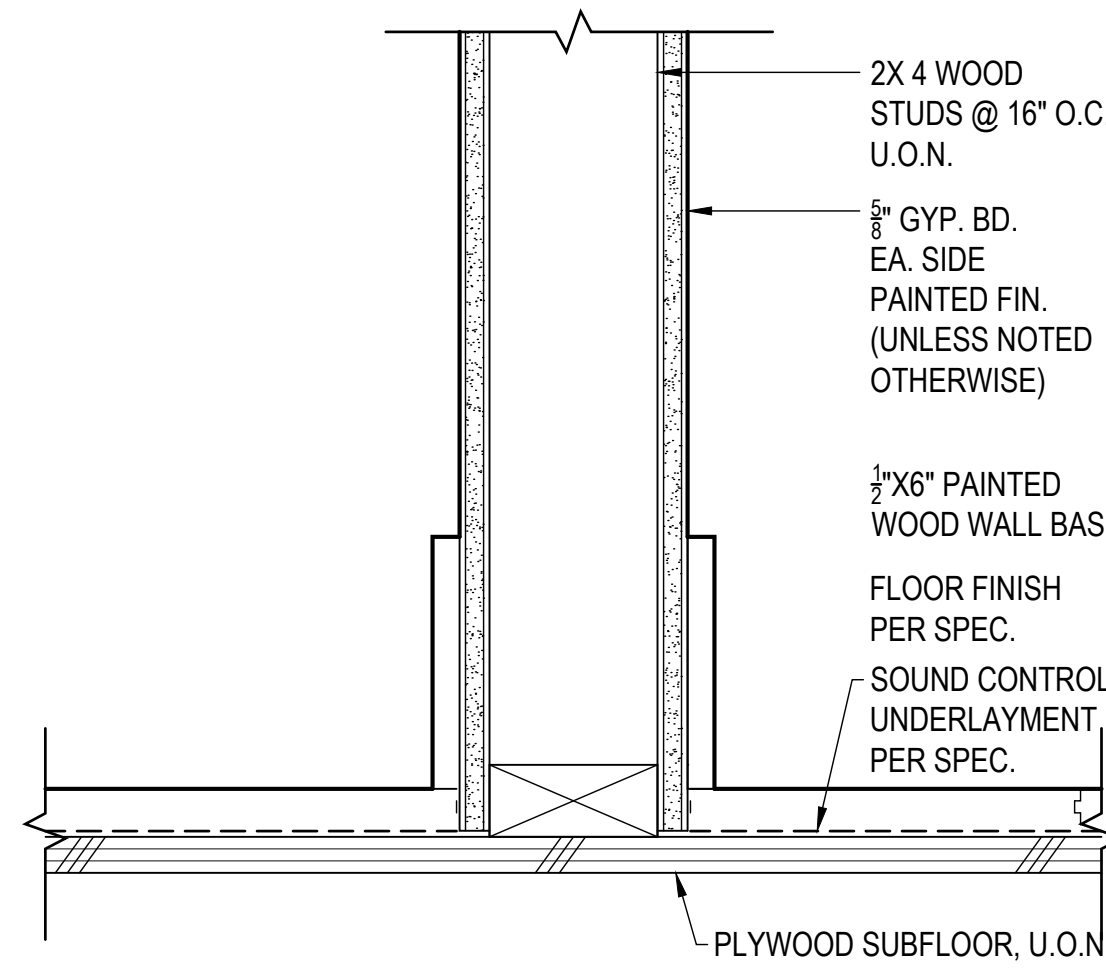 2X 4 WOOD
STUDS @ 16" O.C
U.O.N.
5/8" GYP. BD.
EA. SIDE
PAINTED FIN.
(UNLESS NOTED
OTHERWISE)
1/2"X6" PAINTED
WOOD WALL BAS
FLOOR FINISH
PER SPEC.
SOUND CONTROL
UNDERLAYMENT
PER SPEC.
PLYWOOD SUBFLOOR, U.O.N